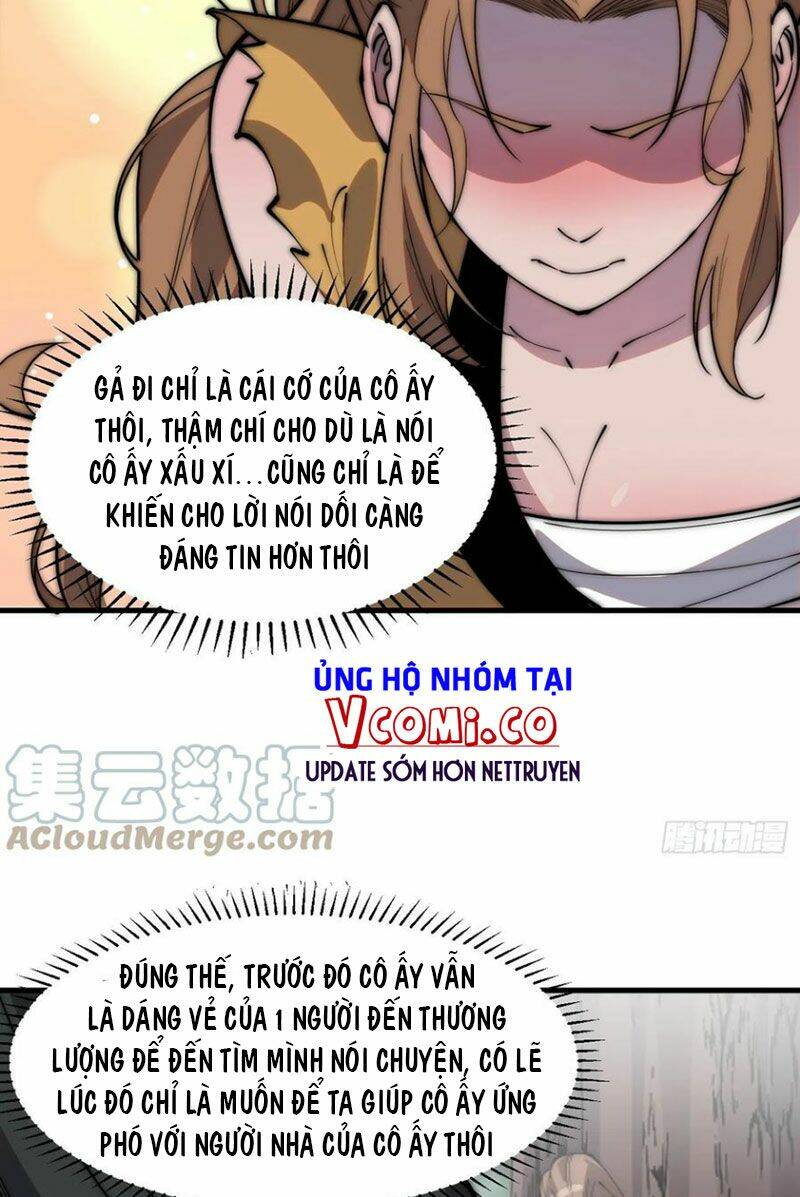 GẢ ĐI CHỈ LÀ CÁI CỚ CỦA CÔ ẤY
THÔI, THẬM CHÍ CHO DÙ LÀ NÓI
CÔ ẤY XẤU XÍ...CŨNG CHỈ LÀ ĐỂ
KHIẾN CHO LỜI NÓI DỐI CÀNG
ĐÁNG TIN HƠN THÔI
ỦNG HỘ NHÓM TẠI
VCOMI.CO
UPDATE SỚM HƠN NETTRUYEN
集云数据
ACloudMerge.com
腾讯动漫
ĐÚNG THẾ, TRƯỚC ĐÓ CÔ ẤY VẪN
LÀ DÁNG VẺ CỦA 1 NGƯỜI ĐẾN THƯƠNG
LƯỢNG ĐỂ ĐẾN TÌM MÌNH NÓI CHUYỆN, CÓ LẼ
LÚC ĐÓ CHỈ LÀ MUỐN ĐỂ TA GIÚP CÔ ẤY ỨNG
PHÓ VỚI NGƯỜI NHÀ CỦA CÔ ẤY THÔI